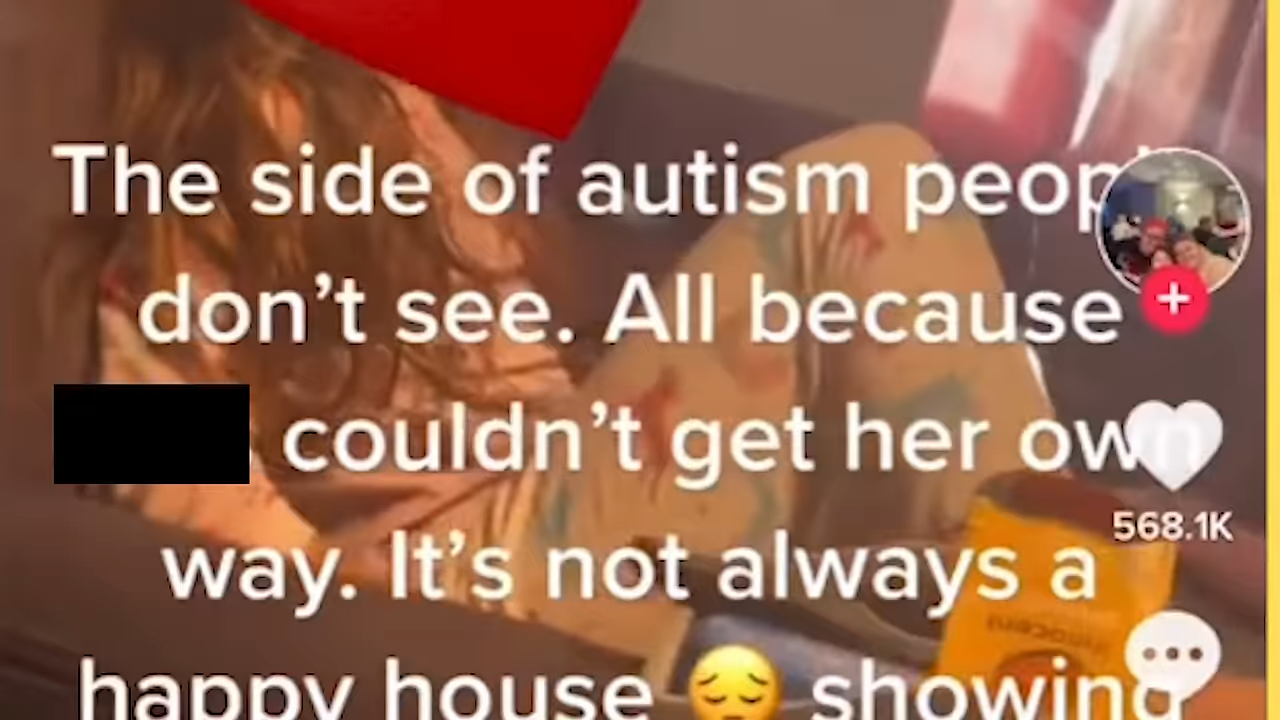 The side of autism
don't see. All because
couldn't get her own
way. It's not always a
happy house 😔 showing
568.1K